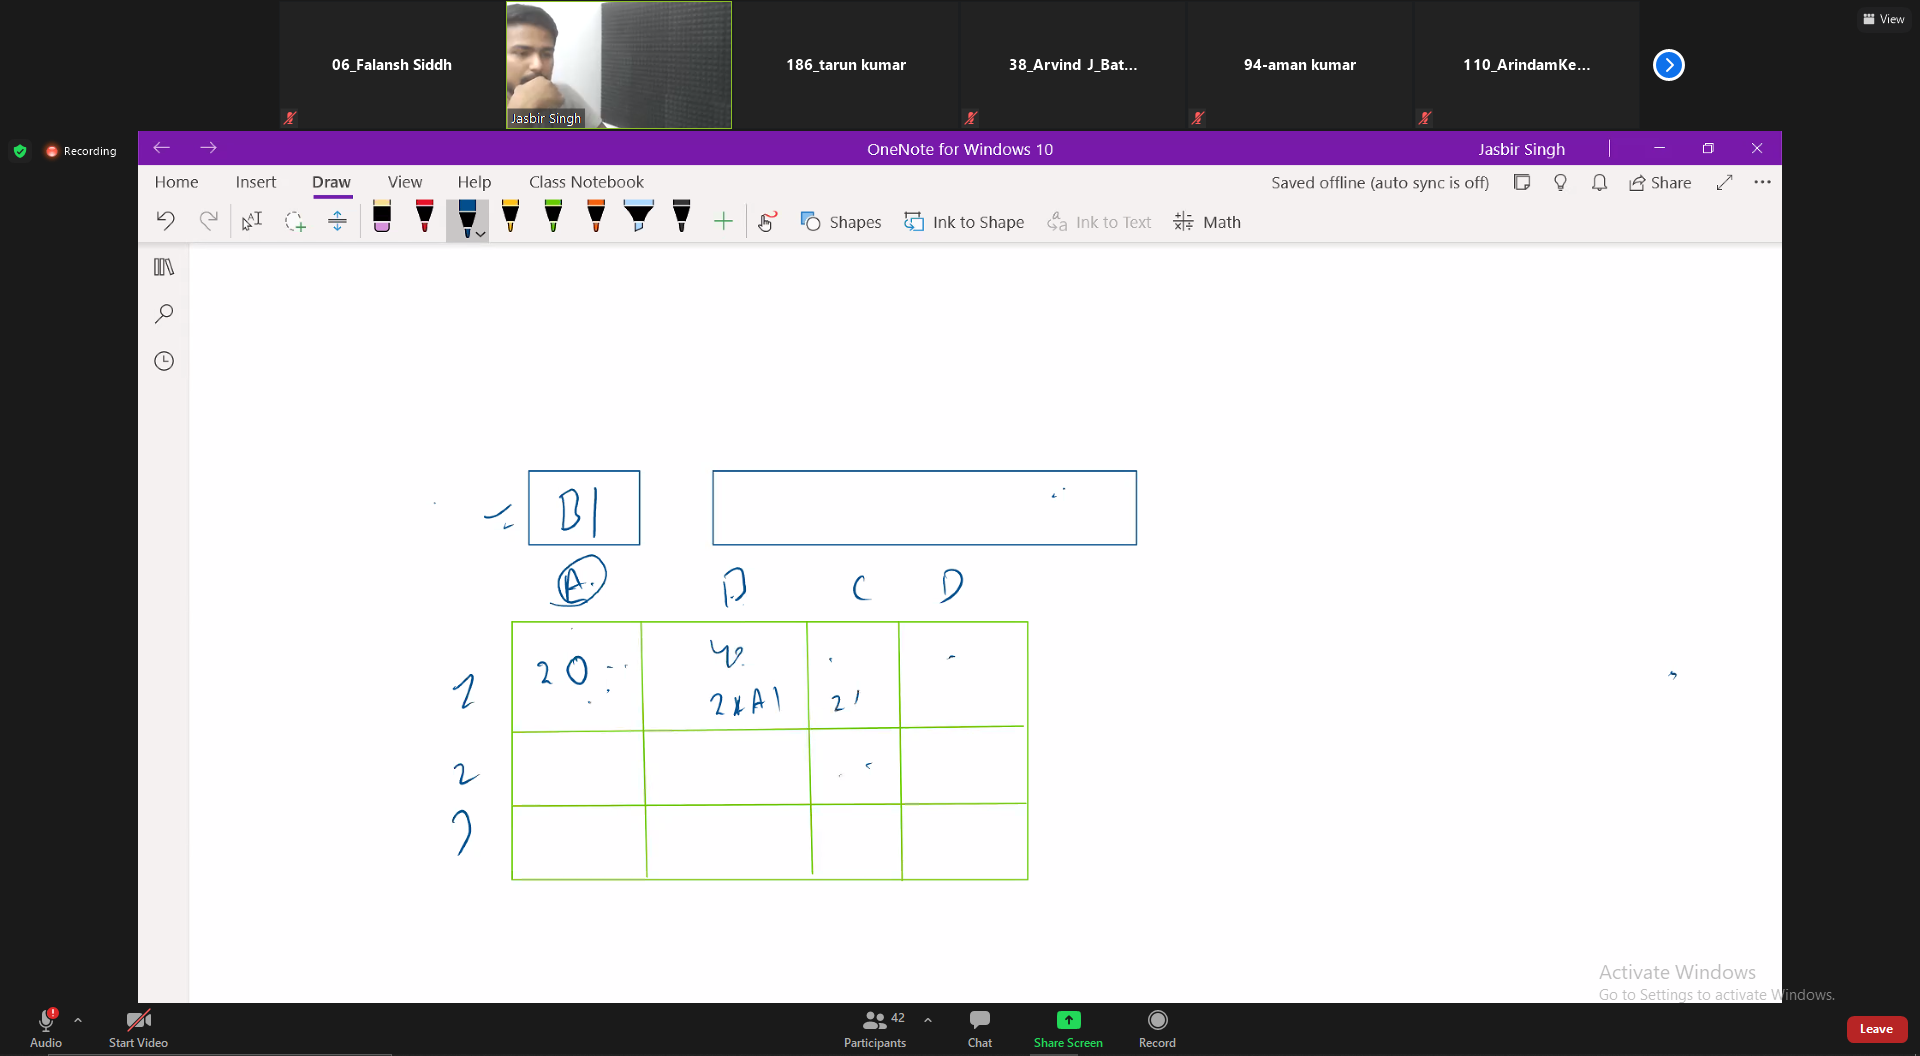 View
06_Falansh Siddh
186_tarun kumar
38_Arvind J_Bat...
94-aman kumar
110_ArindamKe...
Jasbir Singh
Recording
OneNote for Windows 10
Jasbir Singh
Home Insert Draw View Help Class Notebook
Saved offline (auto sync is off)
Share
Shapes
Ink to Shape
Ink to Text
Math
B1
A
C D
1 20 40
2*A1
2
Activate Windows
Go to Settings to activate Windows.
Audio
Start Video
42
Participants
Chat
Share Screen
Record
Leave